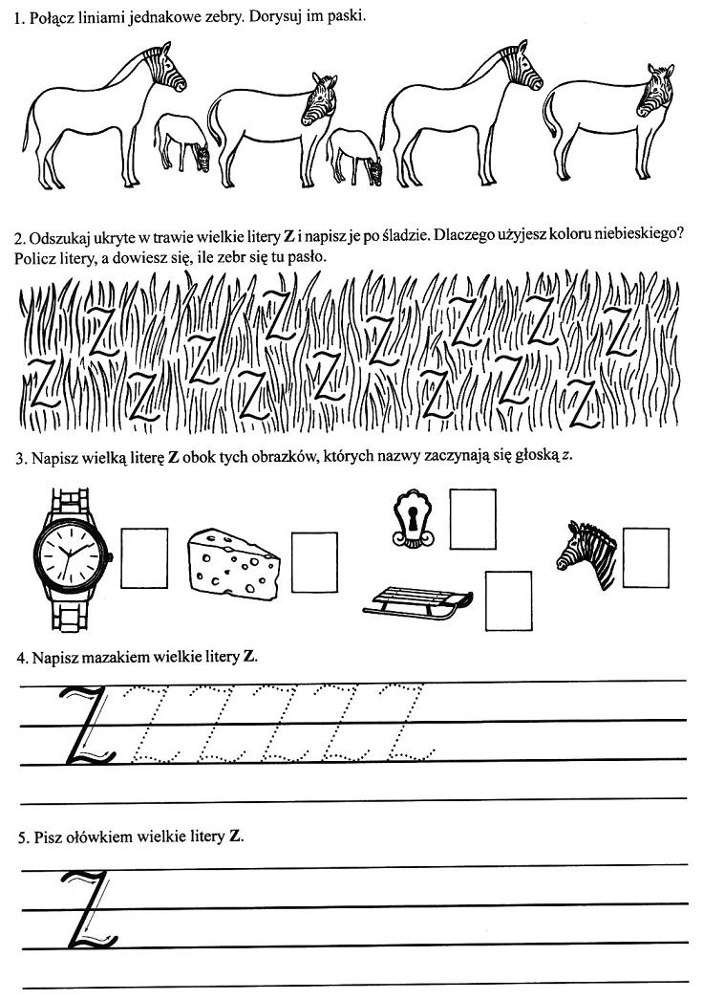 1. Połącz liniami jednakowe zebry. Dorysuj im paski.
2. Odszukaj ukryte w trawie wielkie litery Z i napisz je po śladzie. Dlaczego użyjesz koloru niebieskiego?
Policz litery, a dowiesz się, ile zebr się tu pasło.
Z Z Z Z Z Z Z
Z Z Z Z Z Z Z
3. Napisz wielką literę Z obok tych obrazków, których nazwy zaczynają się głoską z.
4. Napisz mazakiem wielkie litery Z.
Z Z Z Z Z Z
5. Pisz ołówkiem wielkie litery Z.
Z